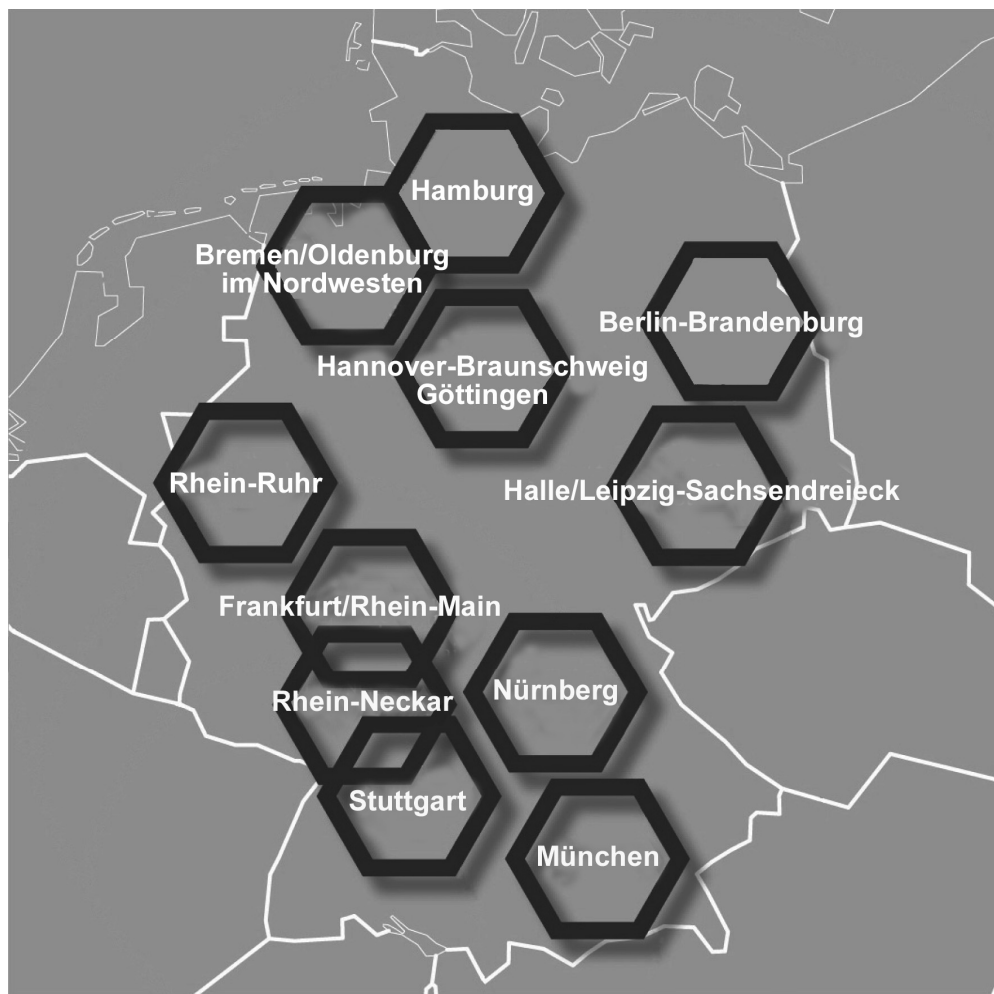 Hamburg
Bremen/Oldenburg
im Nordwesten
Berlin-Brandenburg
Hannover-Braunschweig
Göttingen
Rhein-Ruhr
Halle/Leipzig-Sachsendreieck
Frankfurt/Rhein-Main
Nürnberg
Rhein-Neckar
Stuttgart
München